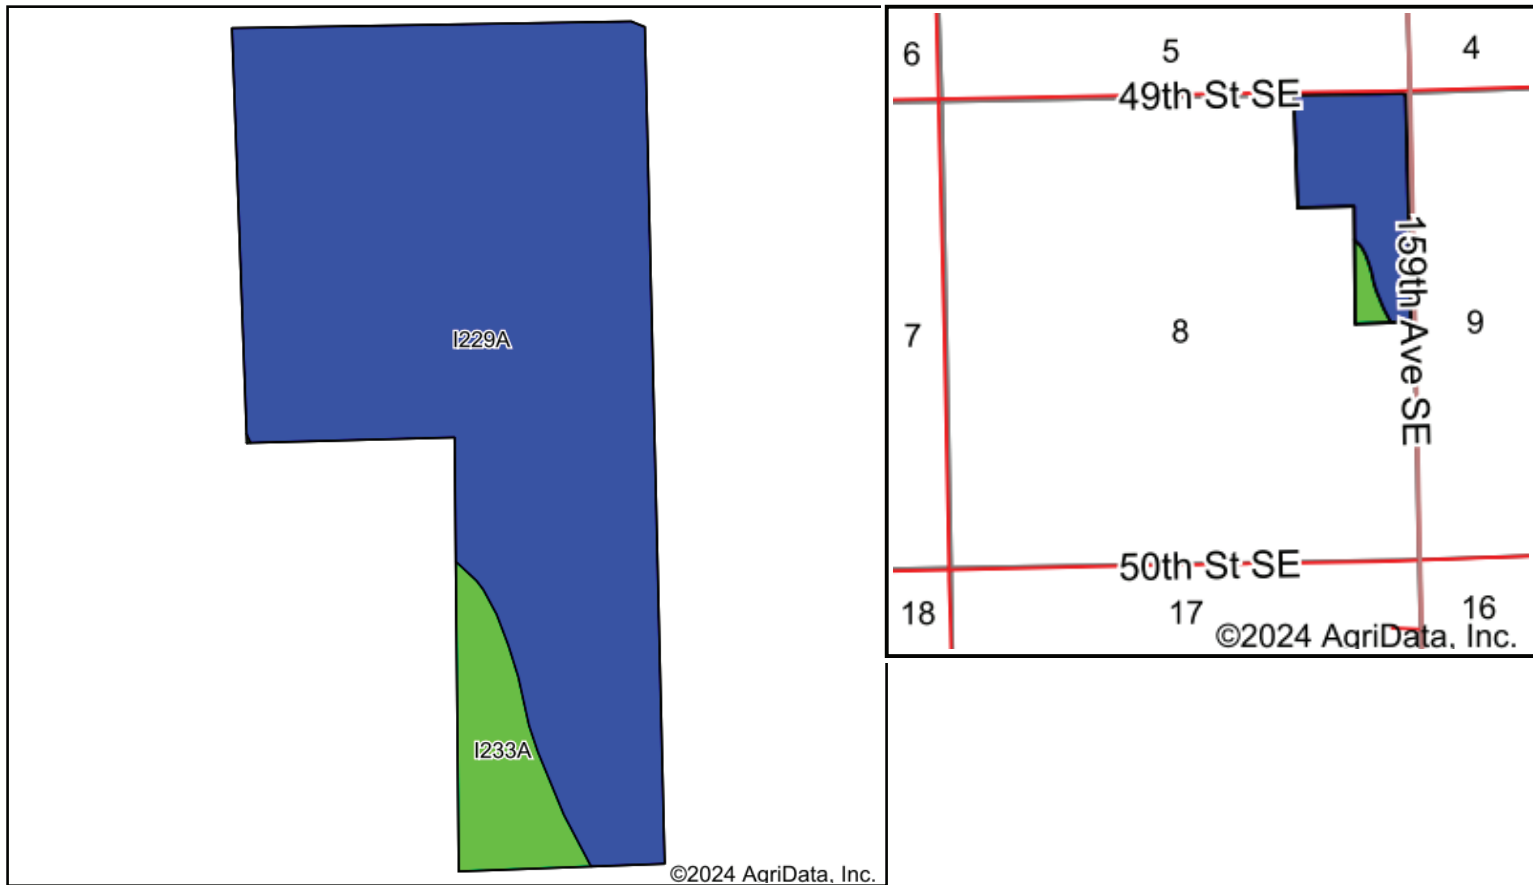 I229A
I233A
©2024 AgriData, Inc.
6
5
4
49th St SE
159th Ave SE
7
8
9
50th St SE
18
17
16
©2024 AgriData, Inc.